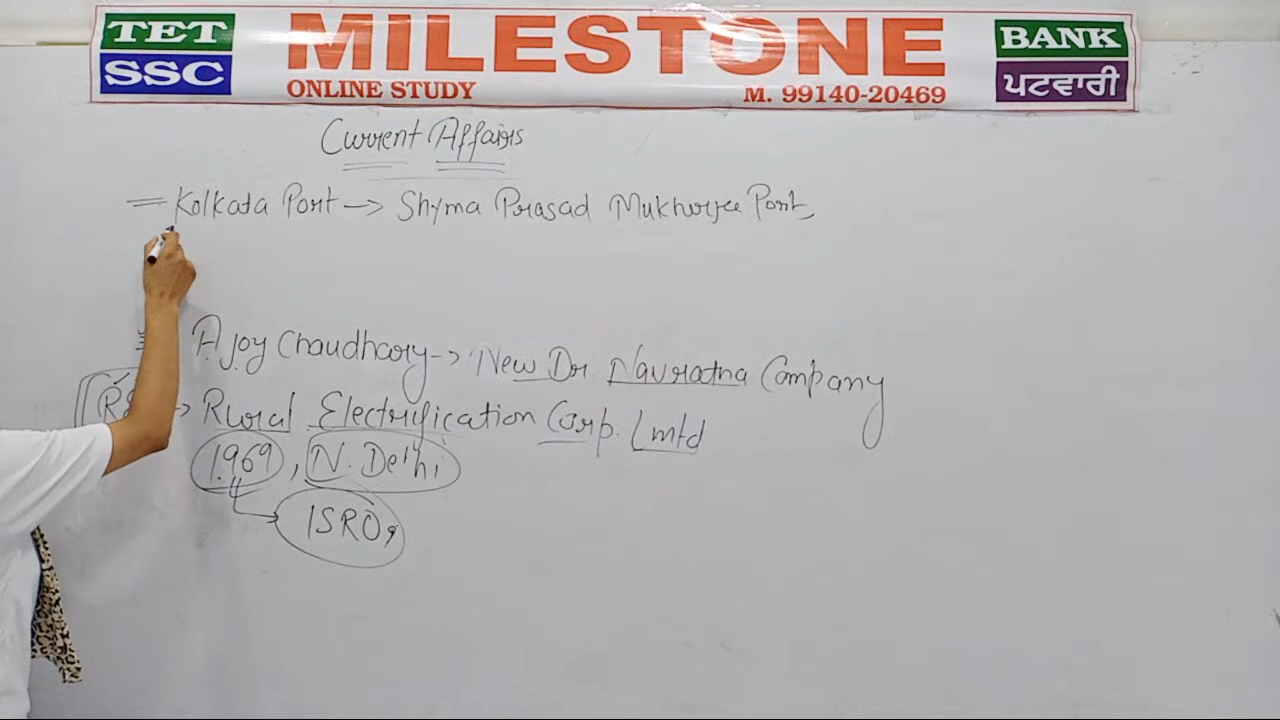 TET
SSC
MILESTONE
ONLINE STUDY
M. 99140-20469
BANK
ਪਟਵਾਰੀ
Current Affairs
= Kolkata Port → Shyma Prasad Mukherjee Port,
Ajoy Chaudhary → New Dr. Navratna Company
→ Rural Electrification Corp. Lmtd
1969, N. Delhi
ISRO,